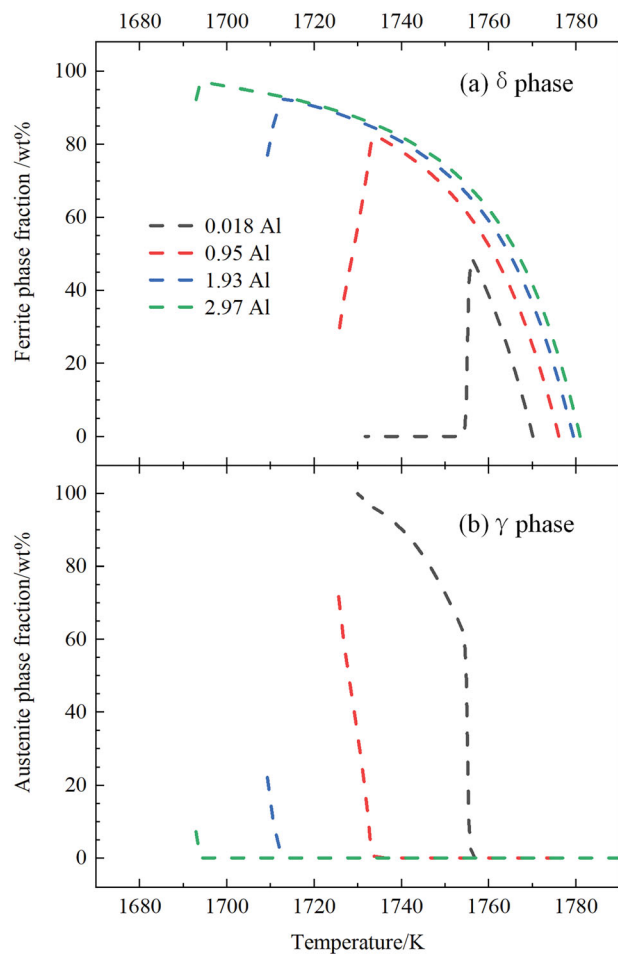 1680 1700 1720 1740 1760 1780
100
80
60
40
20
0
Ferrite phase fraction /wt%
(a) δ phase
0.018 Al
0.95 Al
1.93 Al
2.97 Al
100
80
60
40
20
0
Austenite phase fraction/wt%
(b) γ phase
1680 1700 1720 1740 1760 1780
Temperature/K